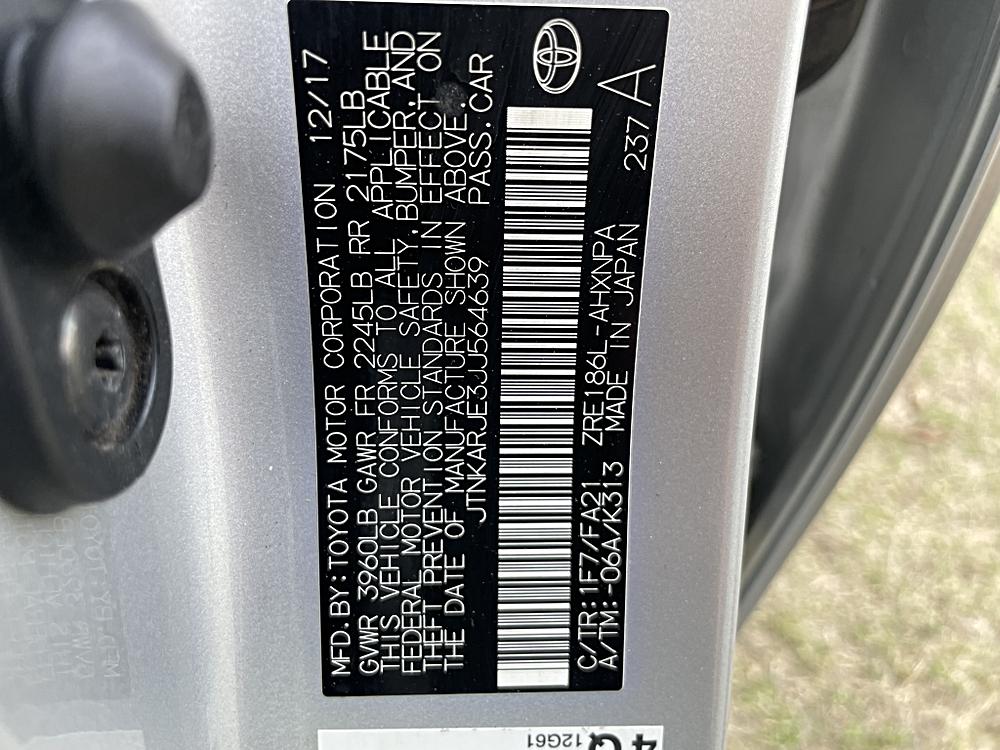 MFD.BY:TOYOTA MOTOR CORPORATION 12/17
GVWR 3960LB GAWR FR 2245LB RR 2175LB
THIS VEHICLE CONFORMS TO ALL APPLICABLE
FEDERAL MOTOR VEHICLE SAFETY,BUMPER,AND
THEFT PREVENTION STANDARDS IN EFFECT ON
THE DATE OF MANUFACTURE SHOWN ABOVE.
JTNKARJE3JJ564639 PASS.CAR
C/TR:1F7/FA21 ZRE186L-AHXNPA
A/TM:-06A/K313 MADE IN JAPAN 237 A
4Q
12G61